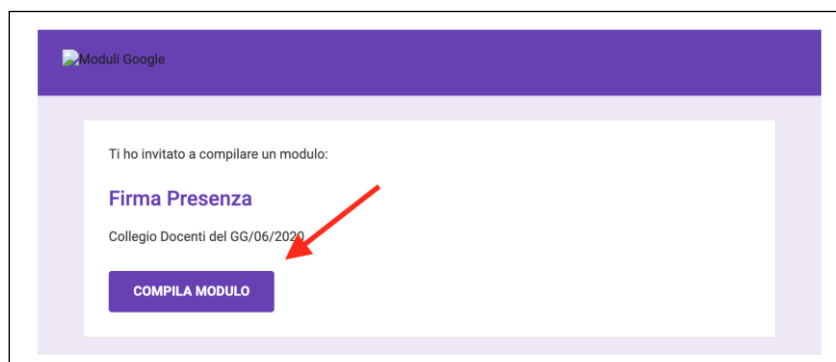 Moduli Google
Ti ho invitato a compilare un modulo:
Firma Presenza
Collegio Docenti del GG/06/2020
COMPILA MODULO